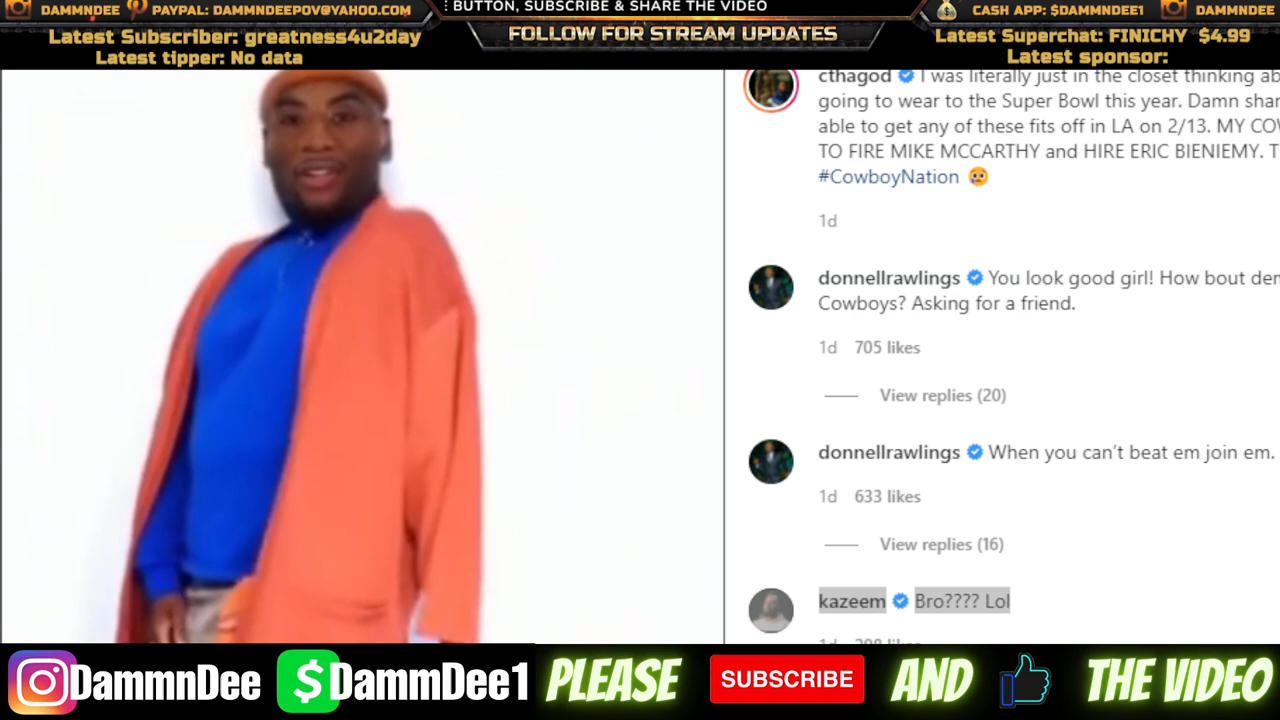 DAMMNDEE PAYPAL: DAMMNDEEPOV@YAHOO.COM
: BUTTON, SUBSCRIBE & SHARE THE VIDEO
CASH APP: $DAMMNDEE1 DAMMNDEE
Latest Subscriber: greatness4u2day
FOLLOW FOR STREAM UPDATES
Latest Superchat: FINICHY $4.99
Latest tipper: No data
Latest sponsor:
cthagod I was literally just in the closet thinking ab
going to wear to the Super Bowl this year. Damn shar
able to get any of these fits off in LA on 2/13. MY COV
TO FIRE MIKE MCCARTHY and HIRE ERIC BIENIEMY. T
#CowboyNation 😢
1d
donnellrawlings You look good girl! How bout der
Cowboys? Asking for a friend.
1d 705 likes
View replies (20)
donnellrawlings When you can't beat em join em.
1d 633 likes
View replies (16)
kazeem Bro???? Lol
DammnDee $DammDee1 PLEASE SUBSCRIBE AND THE VIDEO